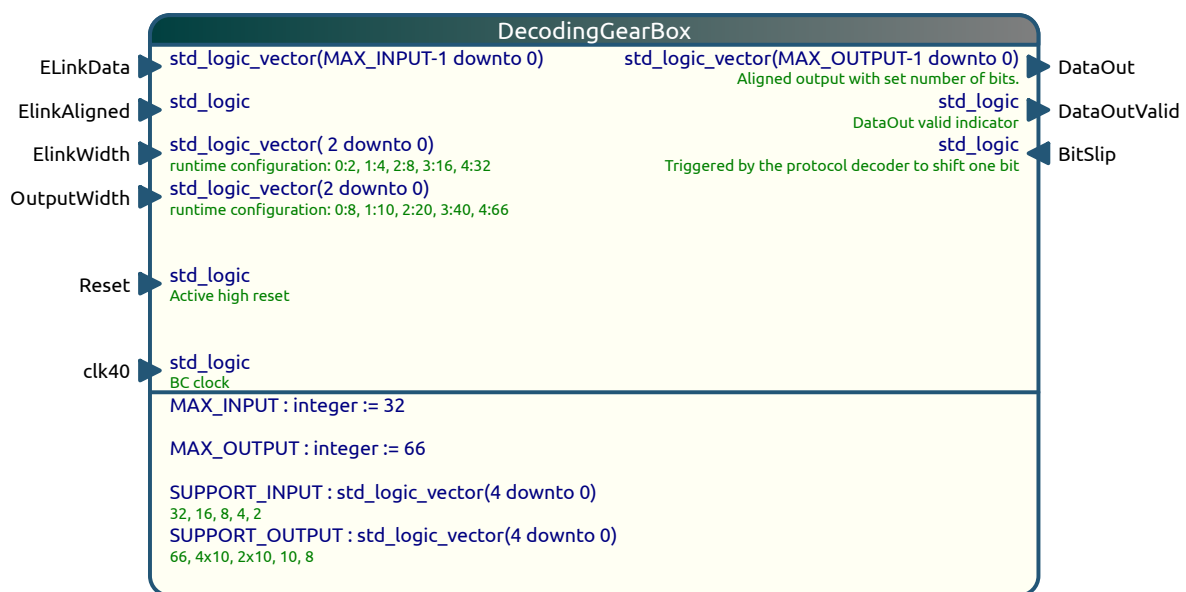 DecodingGearBox
ELinkData std_logic_vector(MAX_INPUT-1 downto 0) std_logic_vector(MAX_OUTPUT-1 downto 0) DataOut
Aligned output with set number of bits.
ElinkAligned std_logic std_logic DataOutValid
DataOut valid indicator
ElinkWidth std_logic_vector( 2 downto 0) std_logic BitSlip
runtime configuration: 0:2, 1:4, 2:8, 3:16, 4:32 Triggered by the protocol decoder to shift one bit
OutputWidth std_logic_vector(2 downto 0)
runtime configuration: 0:8, 1:10, 2:20, 3:40, 4:66
Reset std_logic
Active high reset
clk40 std_logic
BC clock
MAX_INPUT : integer := 32
MAX_OUTPUT : integer := 66
SUPPORT_INPUT : std_logic_vector(4 downto 0)
32, 16, 8, 4, 2
SUPPORT_OUTPUT : std_logic_vector(4 downto 0)
66, 4x10, 2x10, 10, 8